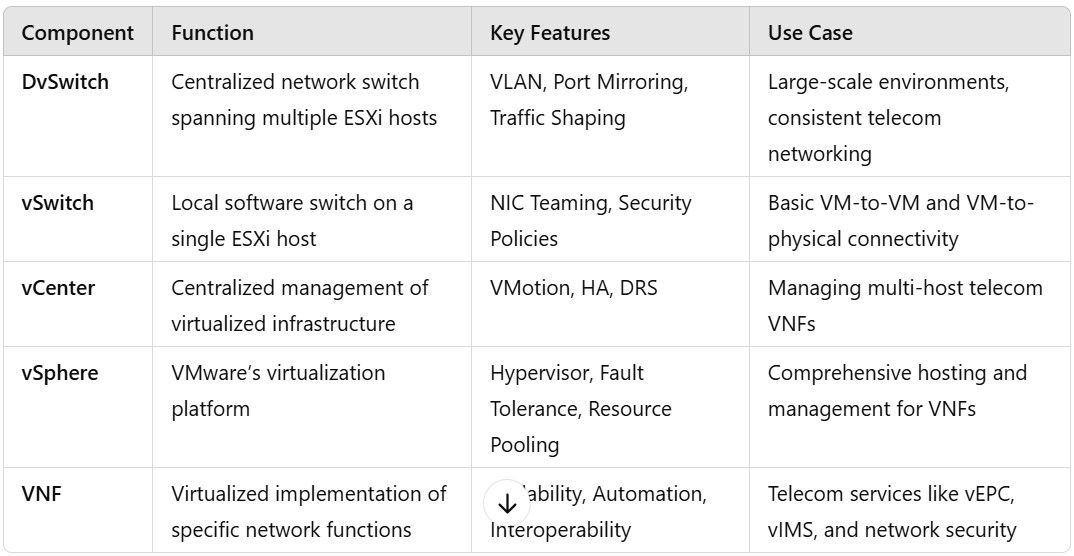 Component Function Key Features Use Case
DvSwitch Centralized network switch VLAN, Port Mirroring, Large-scale environments,
spanning multiple ESXi hosts Traffic Shaping consistent telecom
networking
vSwitch Local software switch on a NIC Teaming, Security Basic VM-to-VM and VM-to-
single ESXi host Policies physical connectivity
vCenter Centralized management of VMotion, HA, DRS Managing multi-host telecom
virtualized infrastructure VNFs
vSphere VMware's virtualization Hypervisor, Fault Comprehensive hosting and
platform Tolerance, Resource management for VNFs
Pooling
VNF Virtualized implementation of Automation, Telecom services like vEPC,
specific network functions Interoperability vIMS, and network security